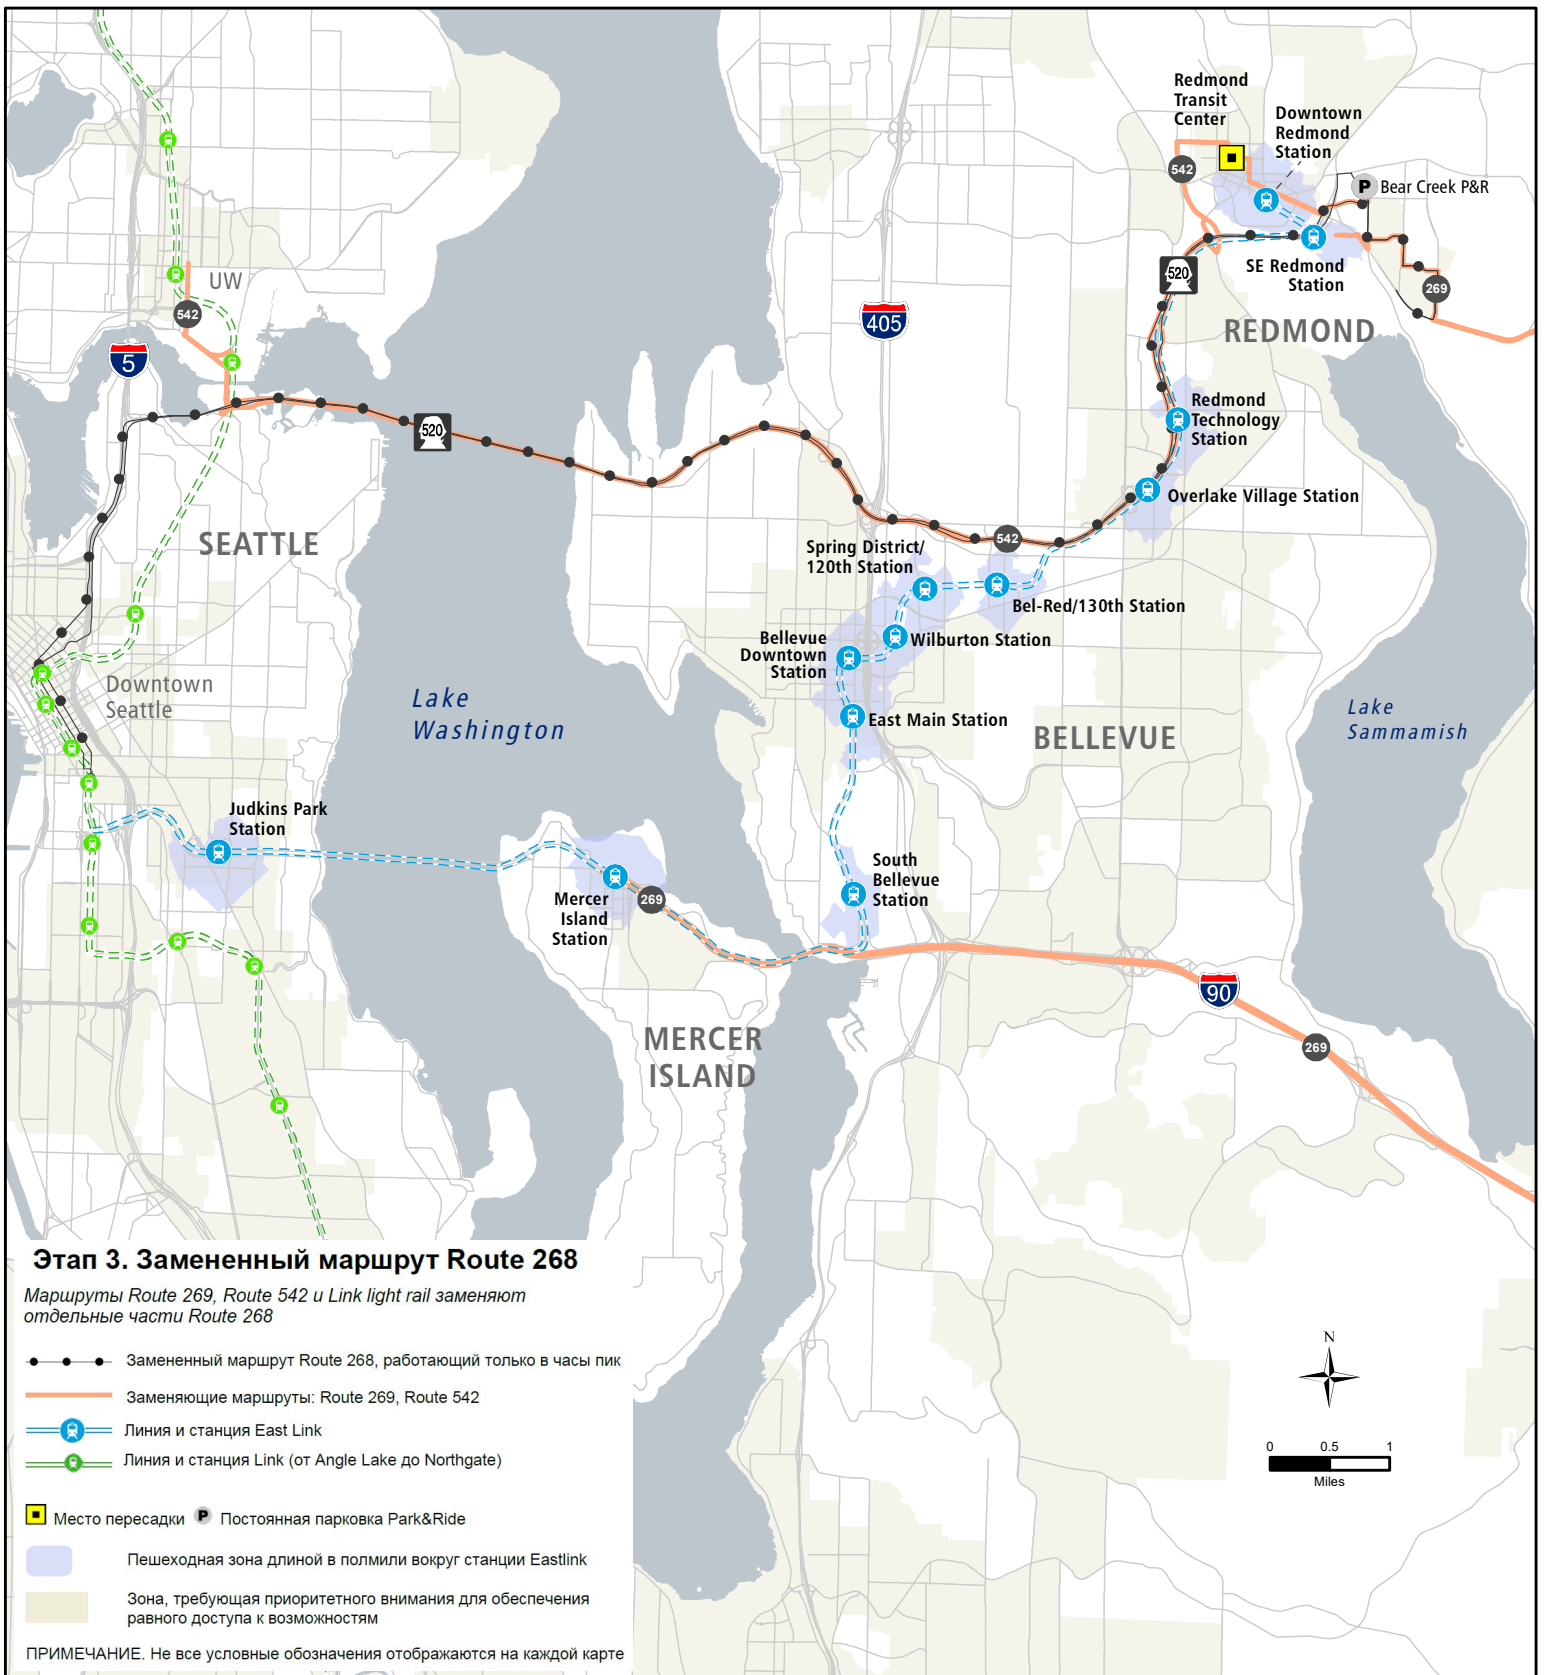 Redmond
Transit
Center
Downtown
Redmond
Station
542
P
Bear Creek P&R
520
SE Redmond
Station
269
UW
542
5
405
REDMOND
Redmond
Technology
Station
520
Overlake Village Station
SEATTLE
542
Spring District/
120th Station
Bel-Red/130th Station
Bellevue
Downtown
Station
Wilburton Station
Downtown
Seattle
Lake
Washington
East Main Station
BELLEVUE
Lake
Sammamish
Judkins Park
Station
South
Bellevue
Station
Mercer
Island
Station
269
90
269
MERCER
ISLAND
Этап 3. Замененный маршрут Route 268
Маршруты Route 269, Route 542 и Link light rail заменяют
отдельные части Route 268
Замененный маршрут Route 268, работающий только в часы пик
Заменяющие маршруты: Route 269, Route 542
Линия и станция East Link
Линия и станция Link (от Angle Lake до Northgate)
Место пересадки P Постоянная парковка Park&Ride
Пешеходная зона длиной в полмили вокруг станции Eastlink
Зона, требующая приоритетного внимания для обеспечения
равного доступа к возможностям
ПРИМЕЧАНИЕ. Не все условные обозначения отображаются на каждой карте
N
0 0.5 1
Miles